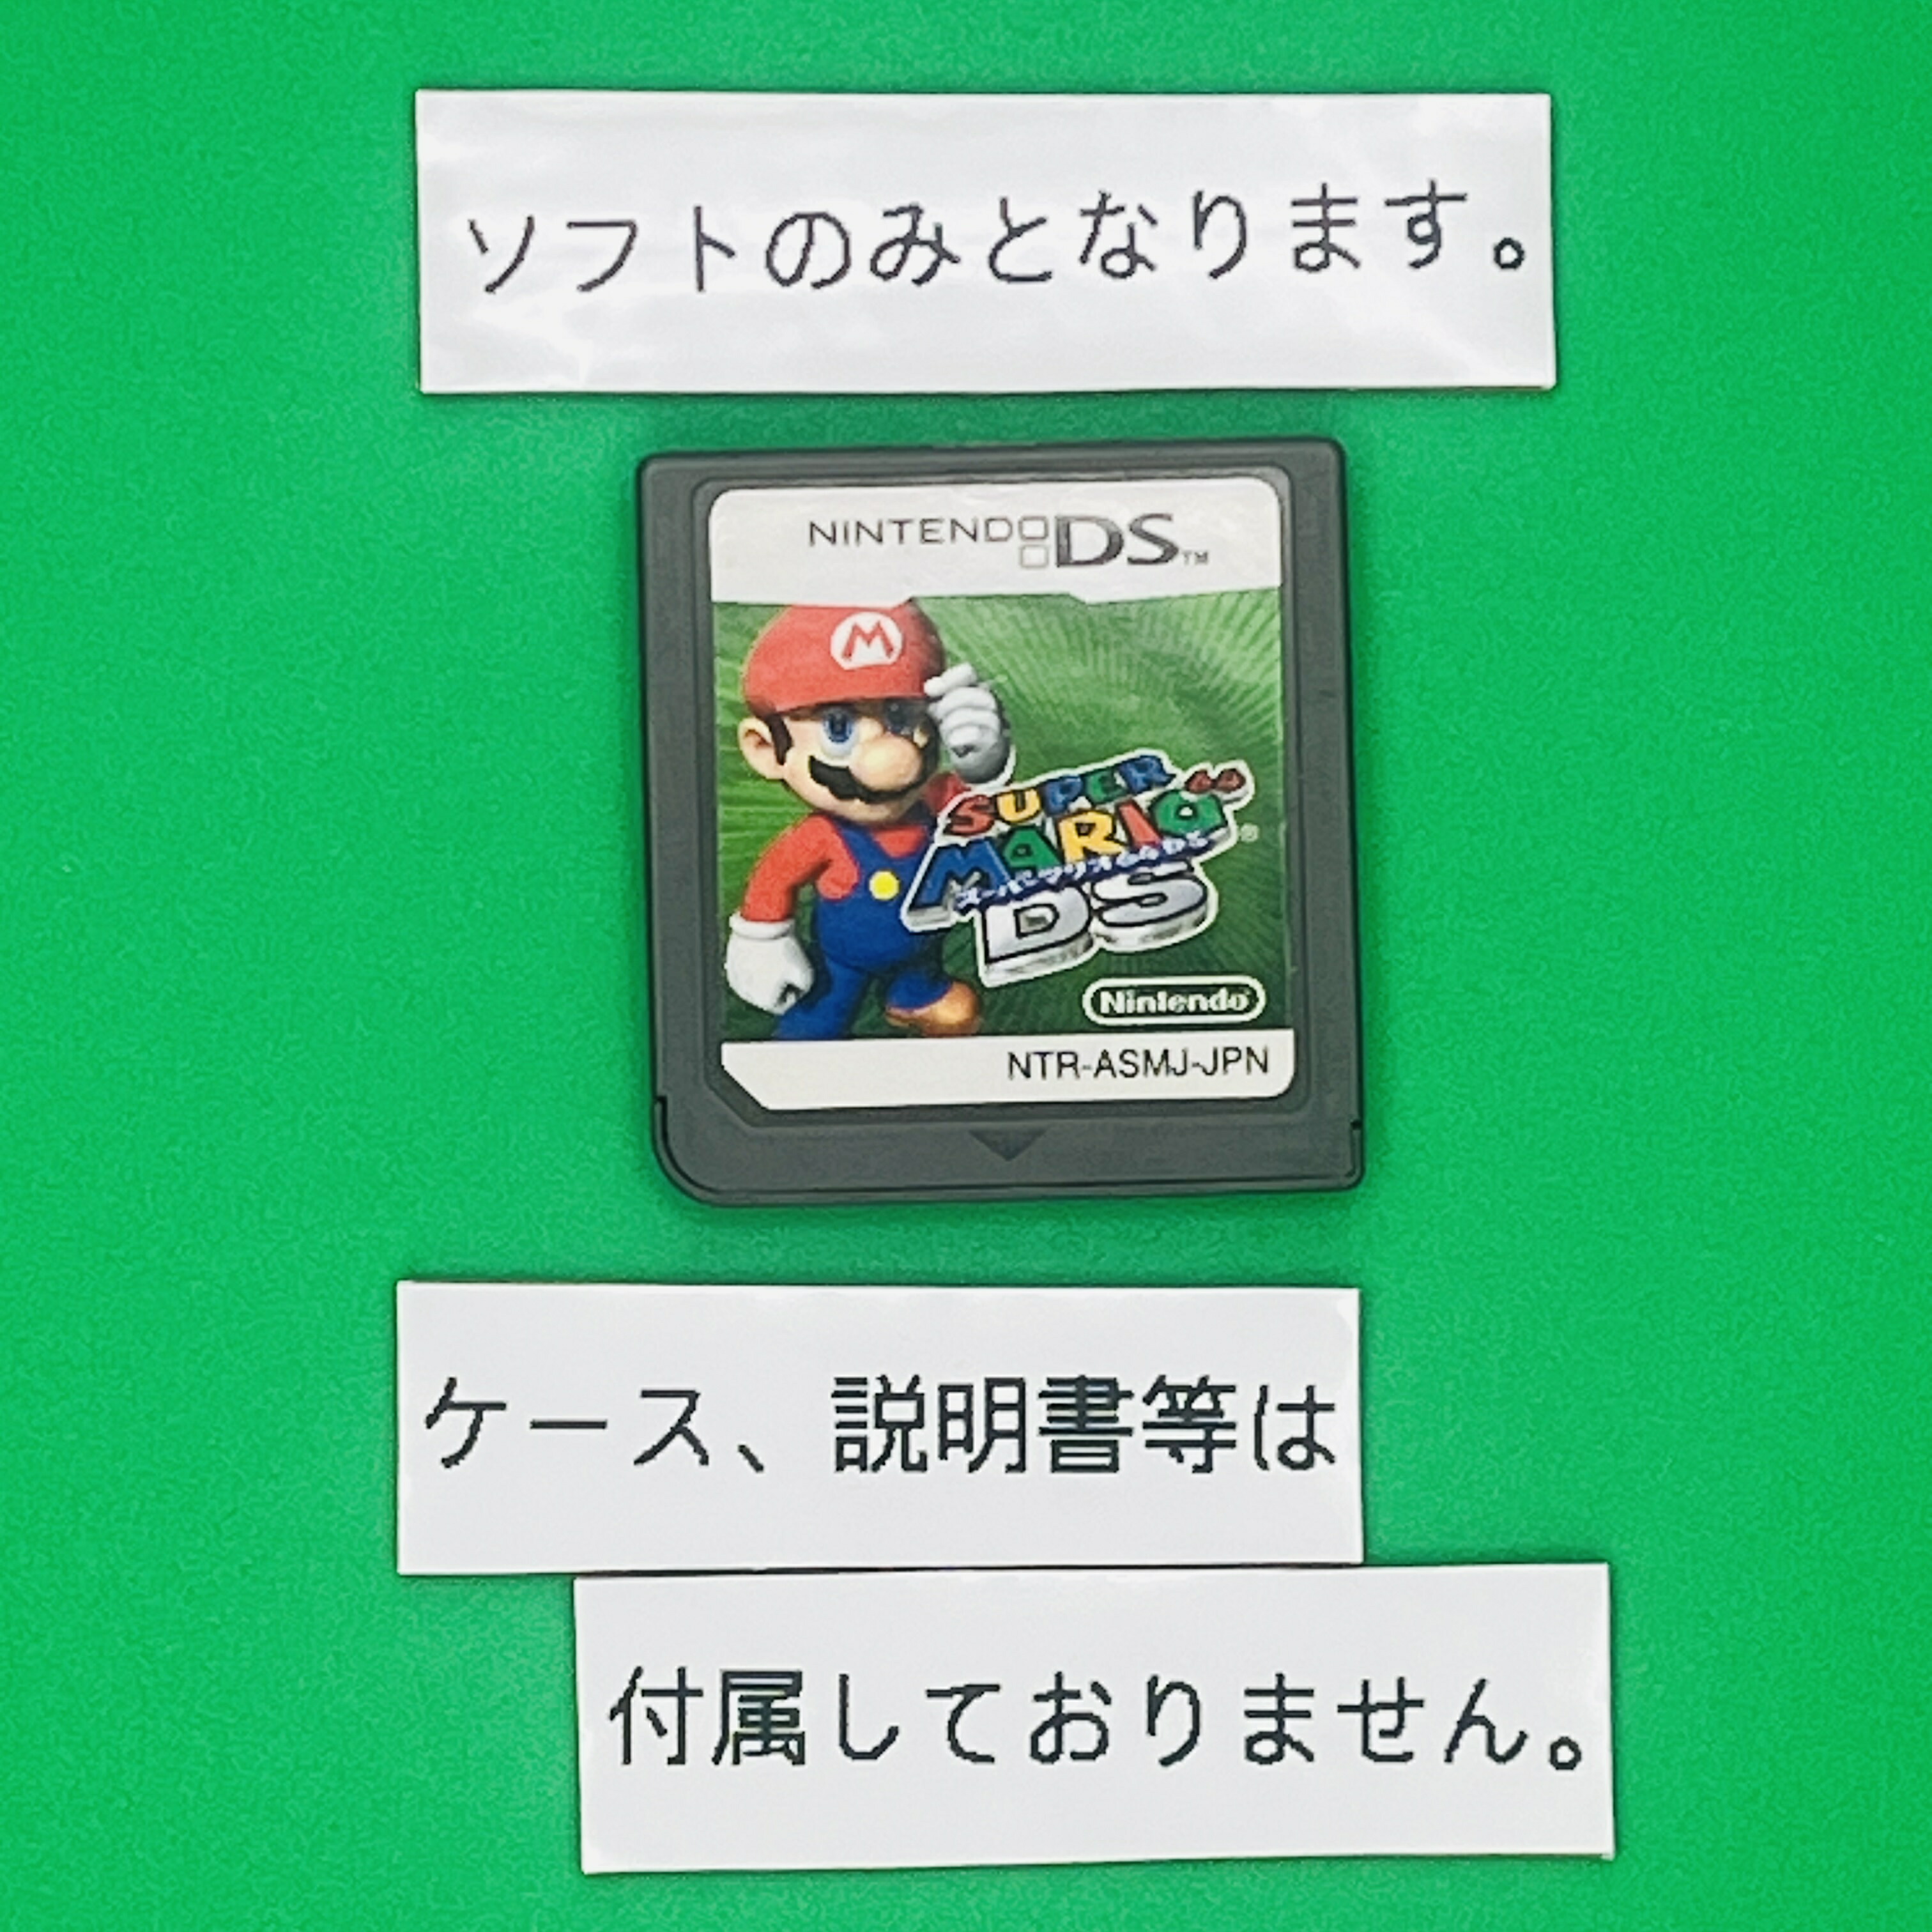 ソフトのみとなります。
NINTENDO DS™
M
SUPER
MARIO 64
スーパーマリオ64DS
DS
®
Nintendo®
NTR-ASMJ-JPN
ケース、説明書等は
付属しておりません。